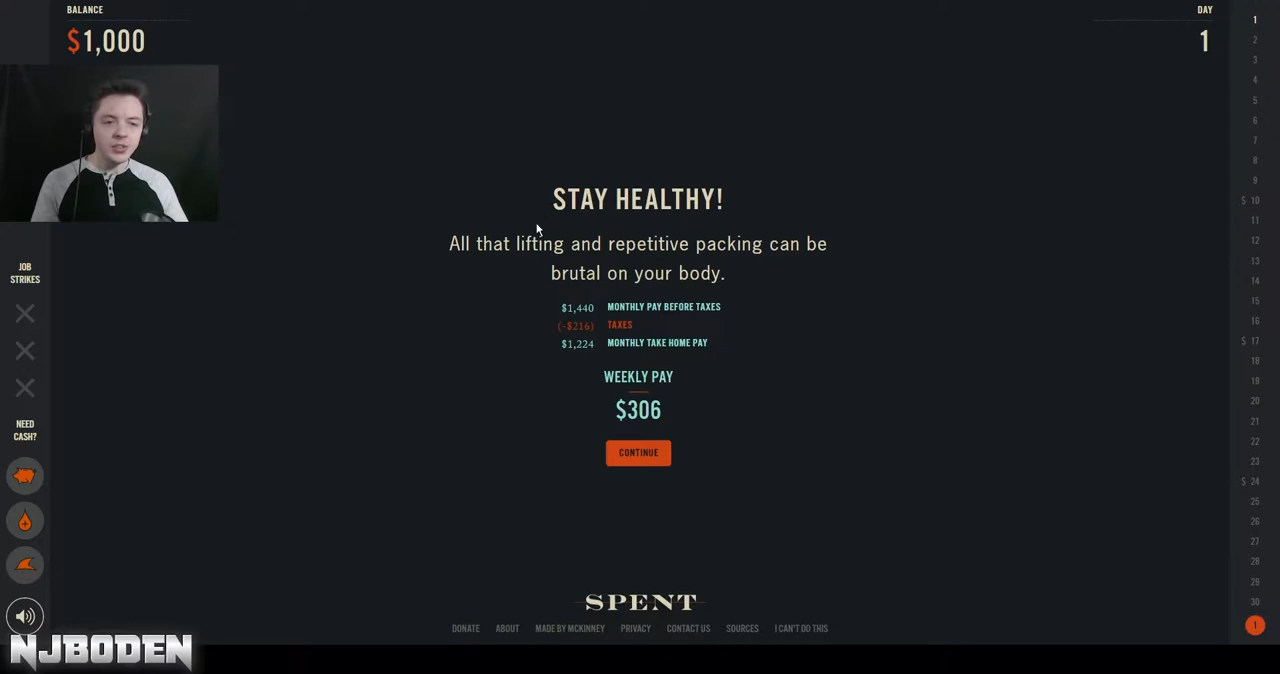 BALANCE
$1,000
DAY
1
1
2
3
4
5
6
7
8
9
$ 10
11
12
13
14
15
16
$ 17
18
19
20
21
22
23
$ 24
25
26
27
28
29
30
1
STAY HEALTHY!
All that lifting and repetitive packing can be
brutal on your body.
$1,440 MONTHLY PAY BEFORE TAXES
(-$216) TAXES
$1,224 MONTHLY TAKE HOME PAY
WEEKLY PAY
$306
CONTINUE
JOB
STRIKES
NEED
CASH?
SPENT
DONATE ABOUT MADE BY MCKINNEY PRIVACY CONTACT US SOURCES I CAN'T DO THIS
NJBODEN